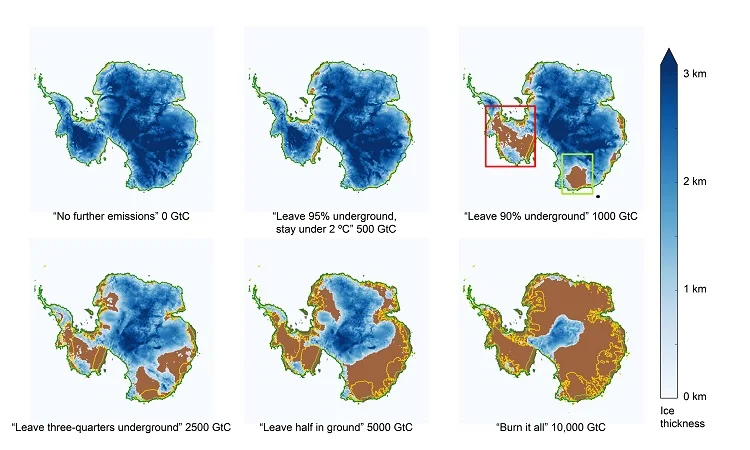 3 km
2 km
1 km
0 km
Ice
thickness
“No further emissions” 0 GtC
“Leave 95% underground,
stay under 2 ºC” 500 GtC
“Leave 90% underground” 1000 GtC
“Leave three-quarters underground” 2500 GtC
“Leave half in ground” 5000 GtC
“Burn it all” 10,000 GtC